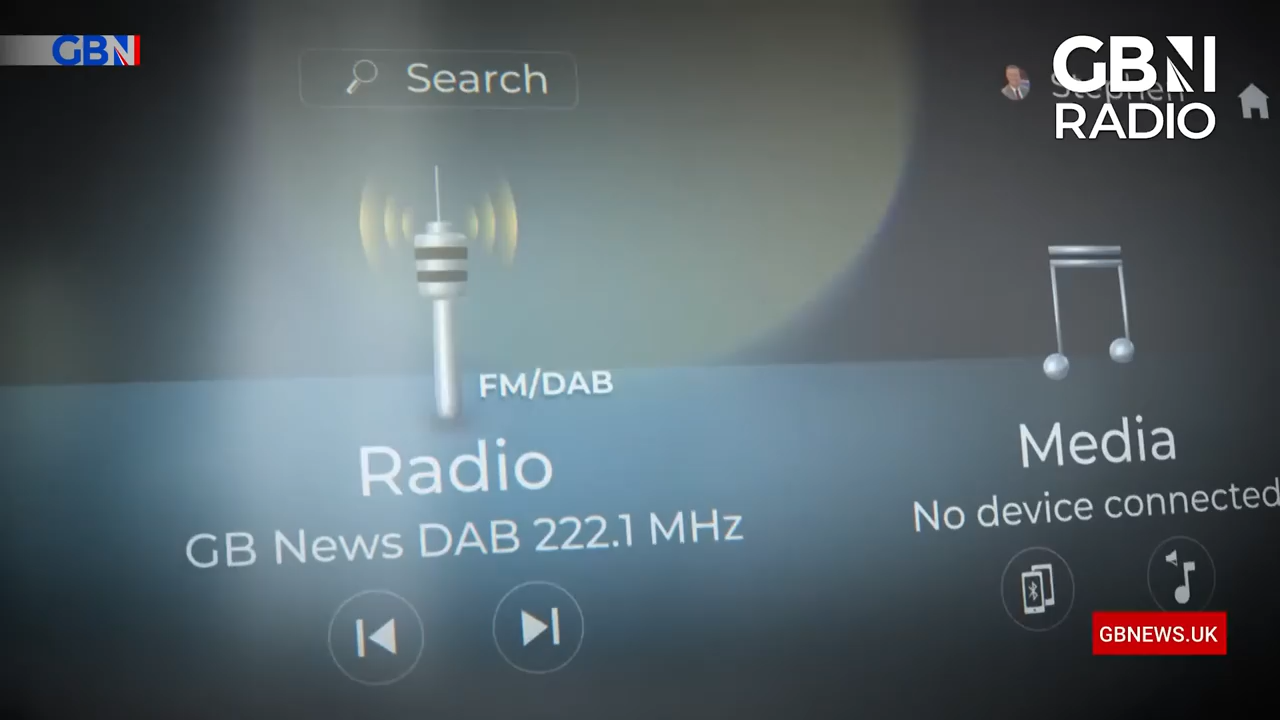 GBN
Search
Stephen
GBN
RADIO
FM/DAB
Radio
GB News DAB 222.1 MHz
Media
No device connected
GBNEWS.UK